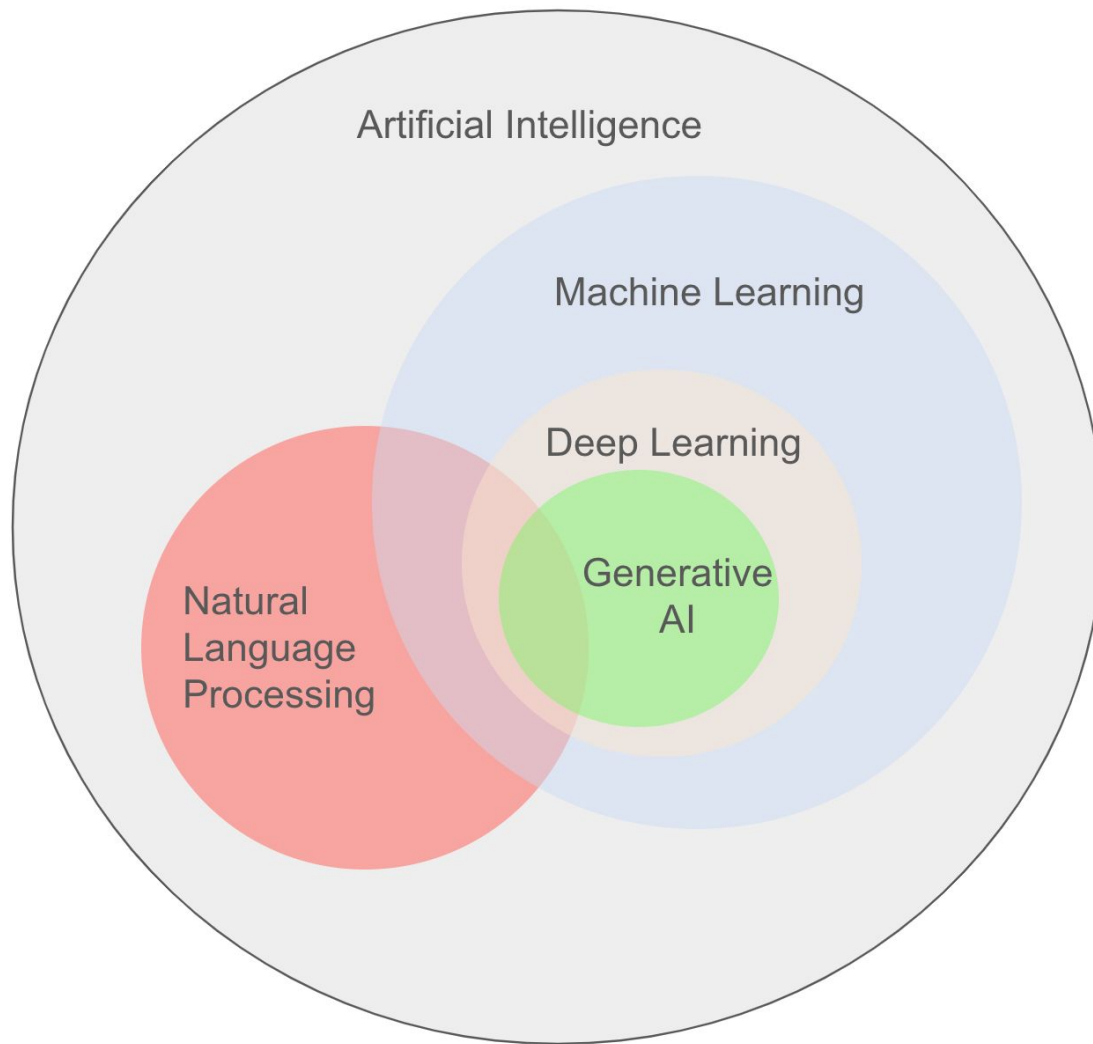 Artificial Intelligence
Machine Learning
Deep Learning
Generative
AI
Natural
Language
Processing